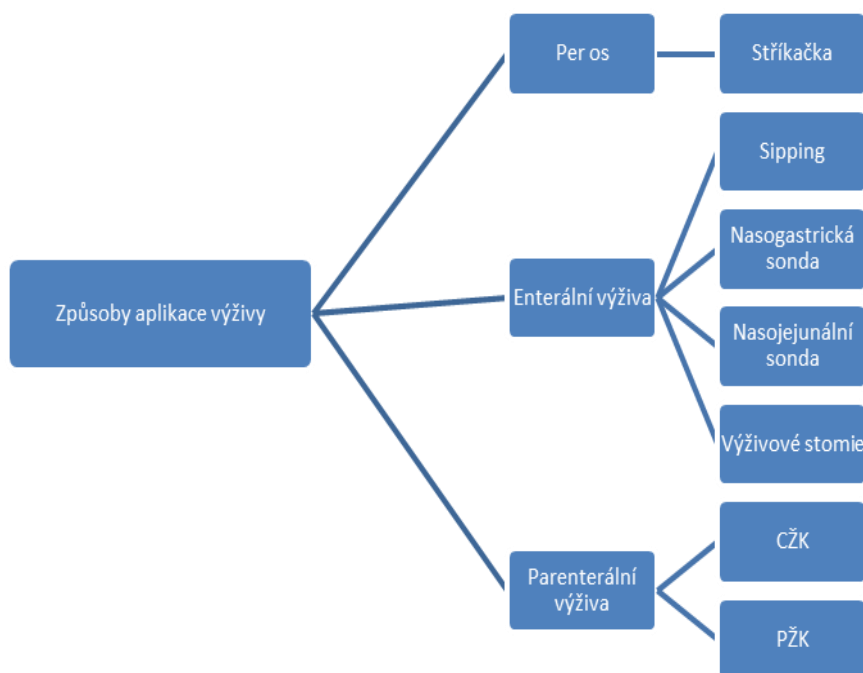 Způsoby aplikace výživy
Per os
Stříkačka
Enterální výživa
Sipping
Nasogastrická
sonda
Nasojejunální
sonda
Výživové stomie
Parenterální
výživa
CŽK
PŽK